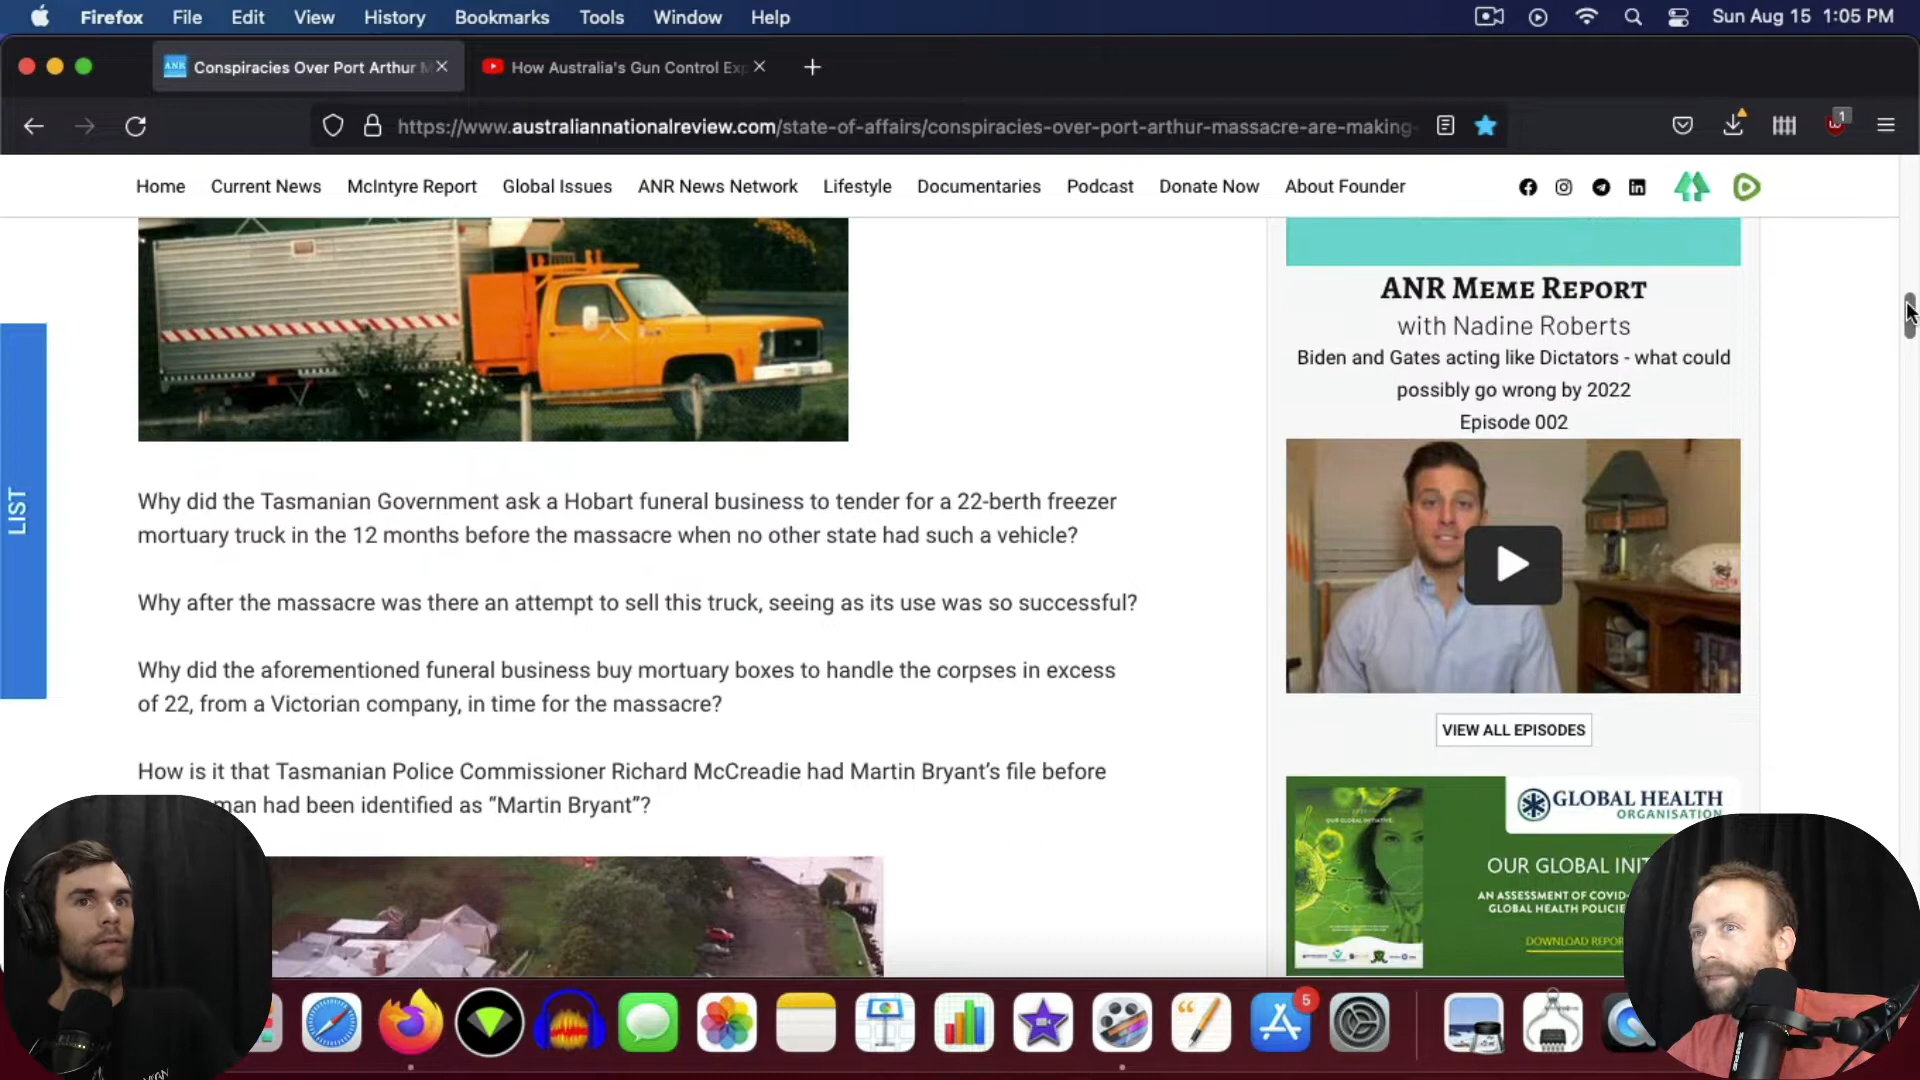 Firefox File Edit View History Bookmarks Tools Window Help
Sun Aug 15 1:05 PM
ANR Conspiracies Over Port Arthur M
How Australia's Gun Control Exp
https://www.australiannationalreview.com/state-of-affairs/conspiracies-over-port-arthur-massacre-are-making-
1
Home Current News McIntyre Report Global Issues ANR News Network Lifestyle Documentaries Podcast Donate Now About Founder
LIST
Why did the Tasmanian Government ask a Hobart funeral business to tender for a 22-berth freezer
mortuary truck in the 12 months before the massacre when no other state had such a vehicle?
Why after the massacre was there an attempt to sell this truck, seeing as its use was so successful?
Why did the aforementioned funeral business buy mortuary boxes to handle the corpses in excess
of 22, from a Victorian company, in time for the massacre?
How is it that Tasmanian Police Commissioner Richard McCreadie had Martin Bryant's file before
man had been identified as “Martin Bryant”?
ANR Meme Report
with Nadine Roberts
Biden and Gates acting like Dictators - what could
possibly go wrong by 2022
Episode 002
VIEW ALL EPISODES
GLOBAL HEALTH
ORGANISATION
OUR GLOBAL INIT
AN ASSESSMENT OF COVID-
GLOBAL HEALTH POLICIE
DOWNLOAD REPOR
5